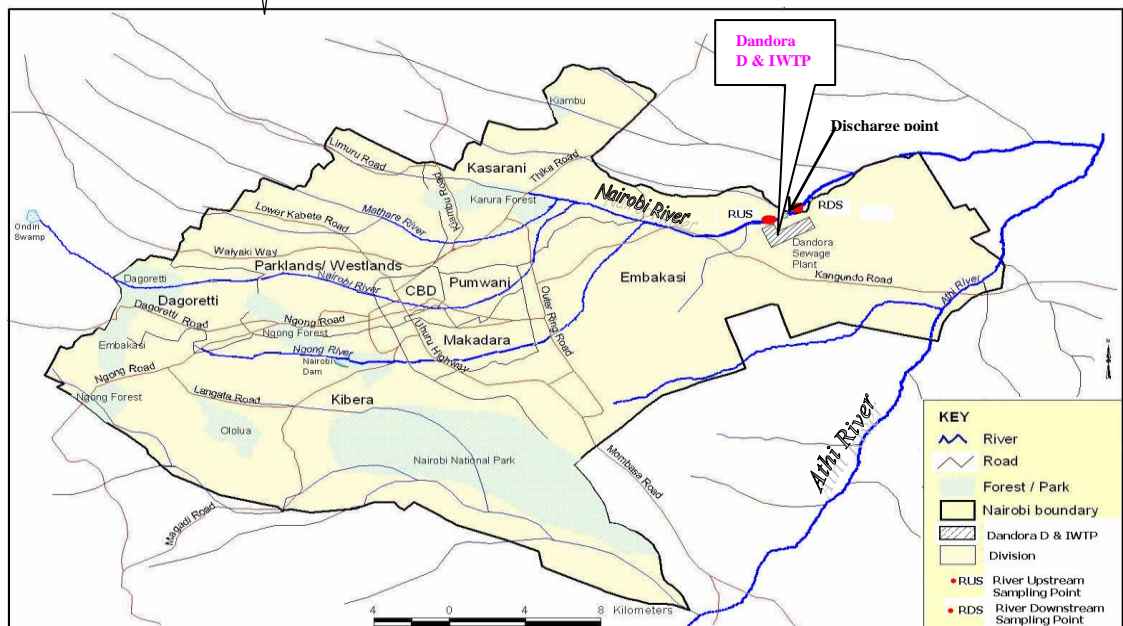 Dandora
D & IWTP
Discharge point
Kiambu
Limuru Road
Kasarani
Thika Road
Kiambu Road
Karura Forest
Nairobi River
RUS
RDS
Mathare River
Lower Kabete Road
Ondiri
Swamp
Waiyaki Way
Dandora
Sewage
Plant
Parklands/ Westlands
Nairobi River
Dagoretti
CBD
Pumwani
Embakasi
Kangundo Road
Athi River
Dagoretti
Dagoretti Road
Ngong Road
Ngong Forest
Uhuru Highway
Outer Ring Road
Makadara
Embakasi
Ngong River
Nairobi
Dam
Ngong Road
Ngong Forest
Langata Road
Kibera
Ololua
Nairobi National Park
Mombasa Road
Athi River
Magadi Road
KEY
River
Road
Forest / Park
Nairobi boundary
Dandora D & IWTP
Division
RUS River Upstream
Sampling Point
RDS River Downstream
Sampling Point
4 0 4 8 Kilometers